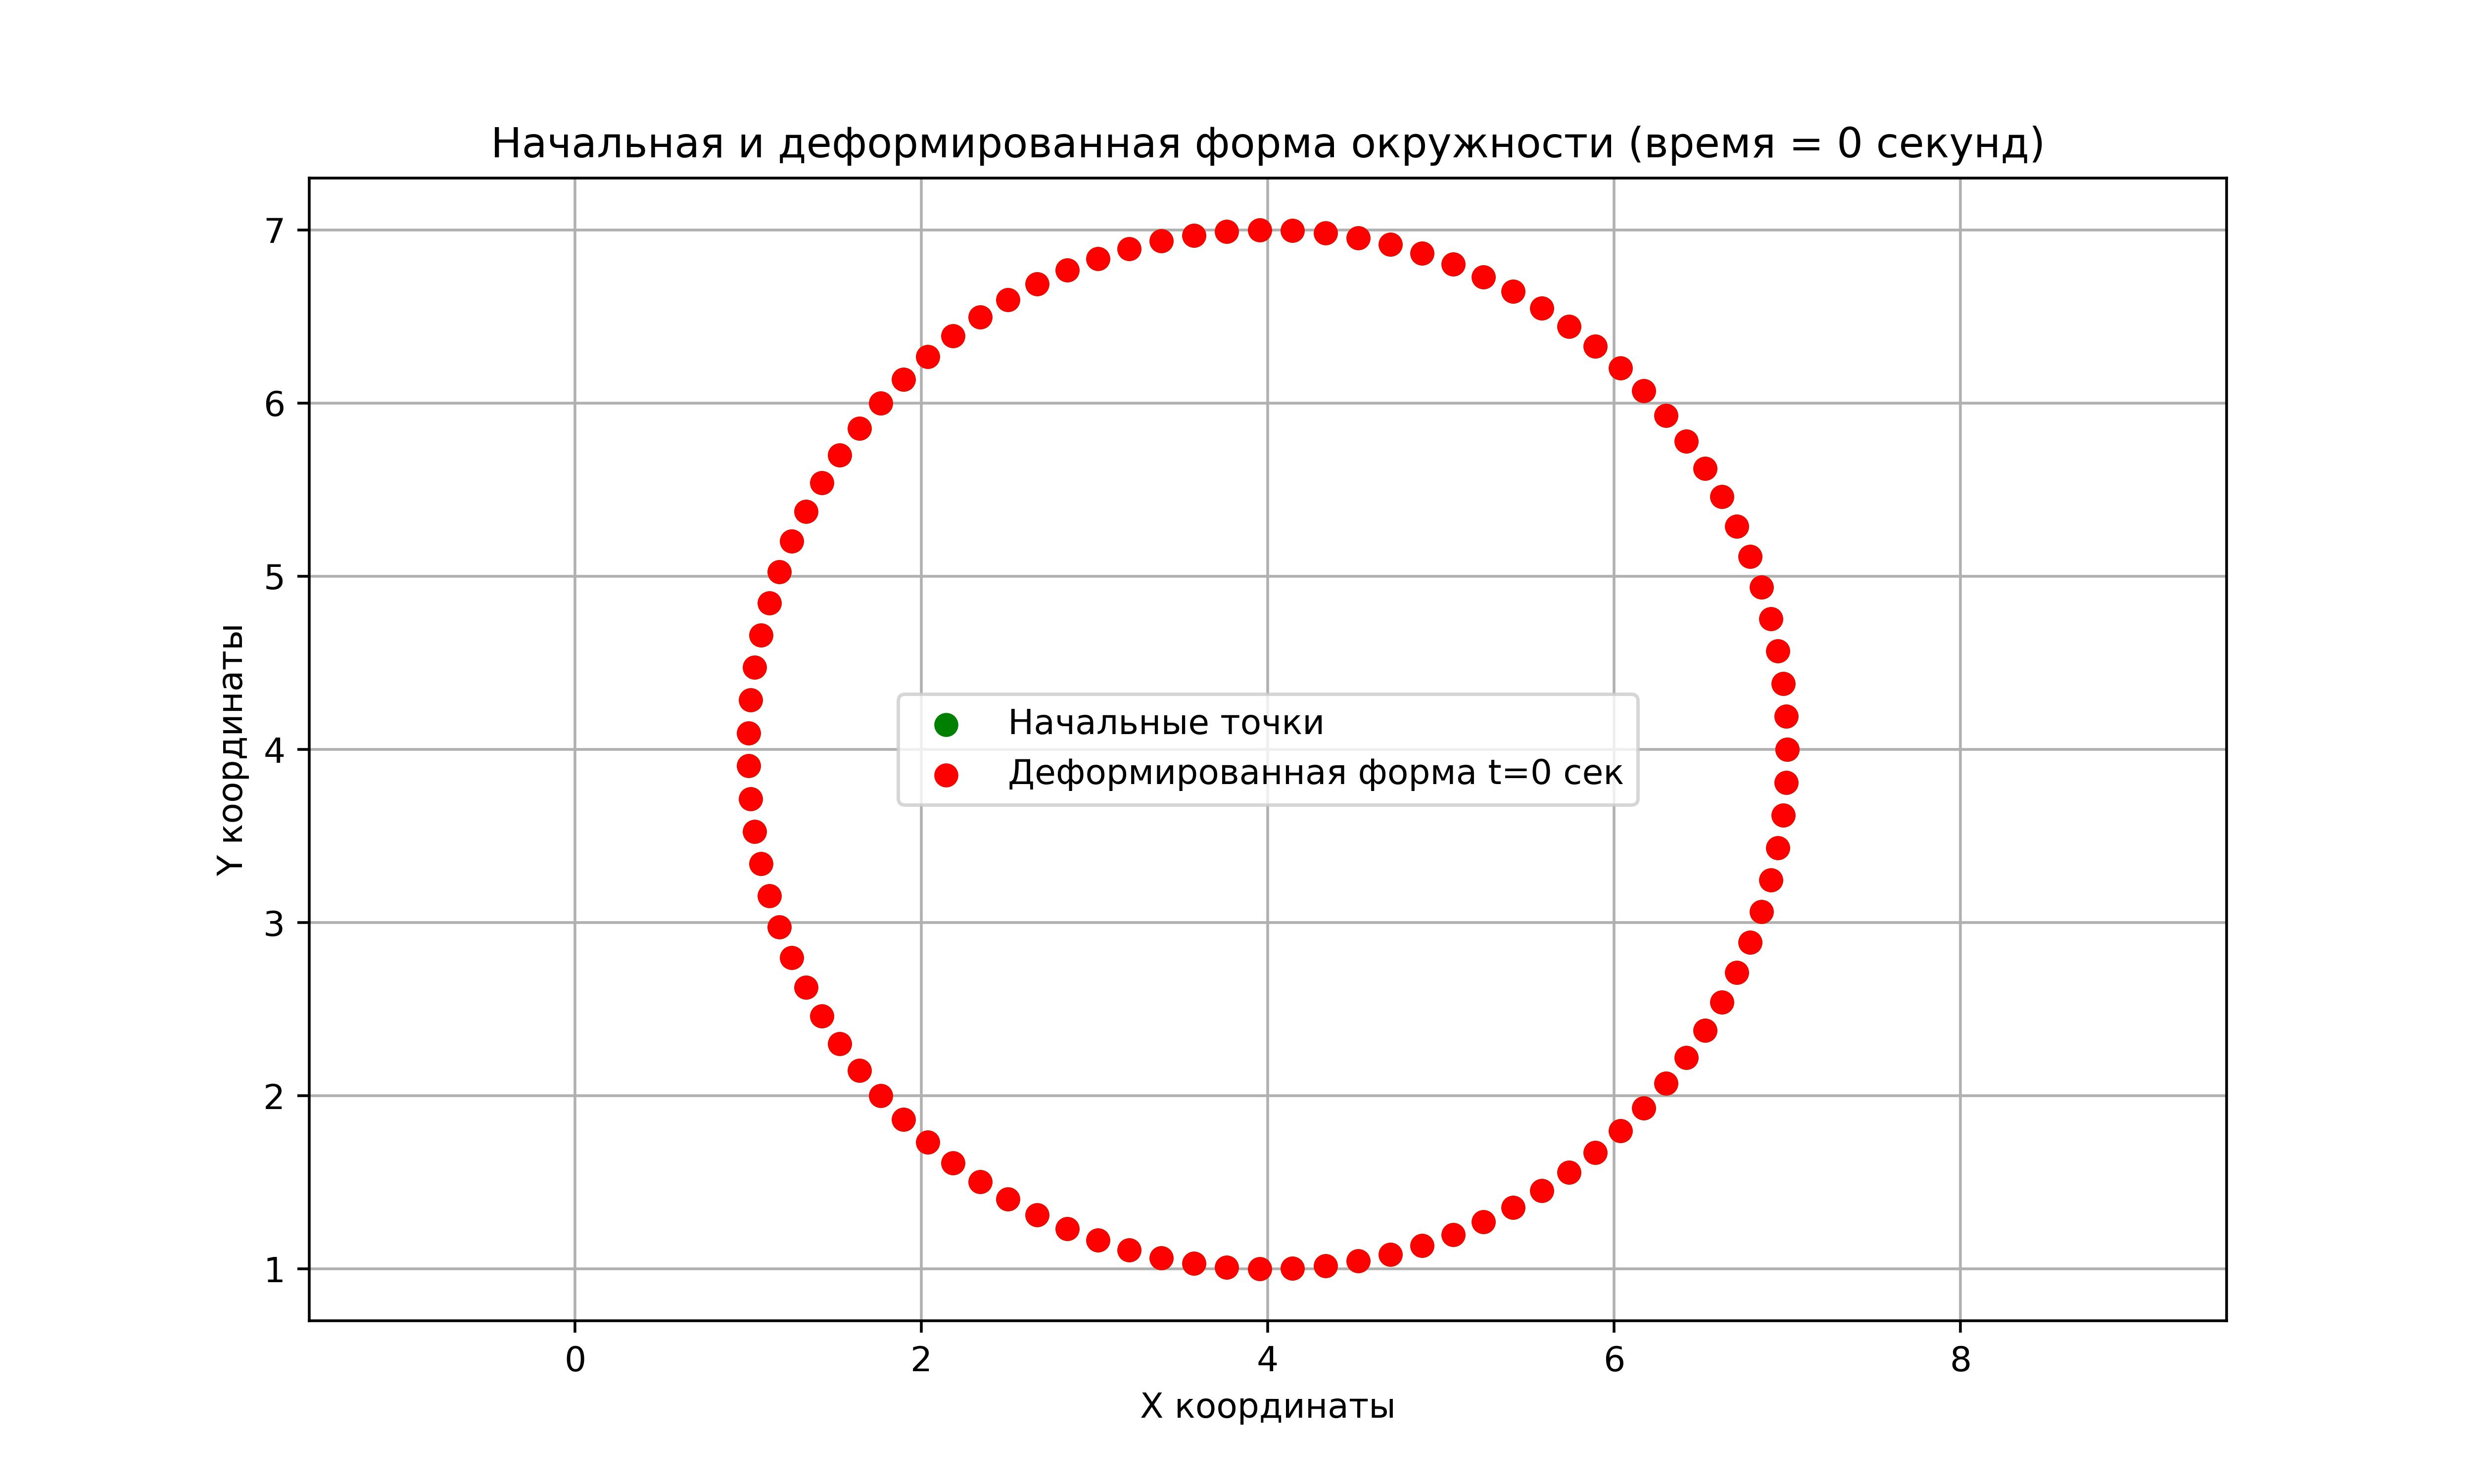 Начальная и деформированная форма окружности (время = 0 секунд)
7
6
5
4
3
2
1
Y координаты
Начальные точки
Деформированная форма t=0 сек
0 2 4 6 8
X координаты